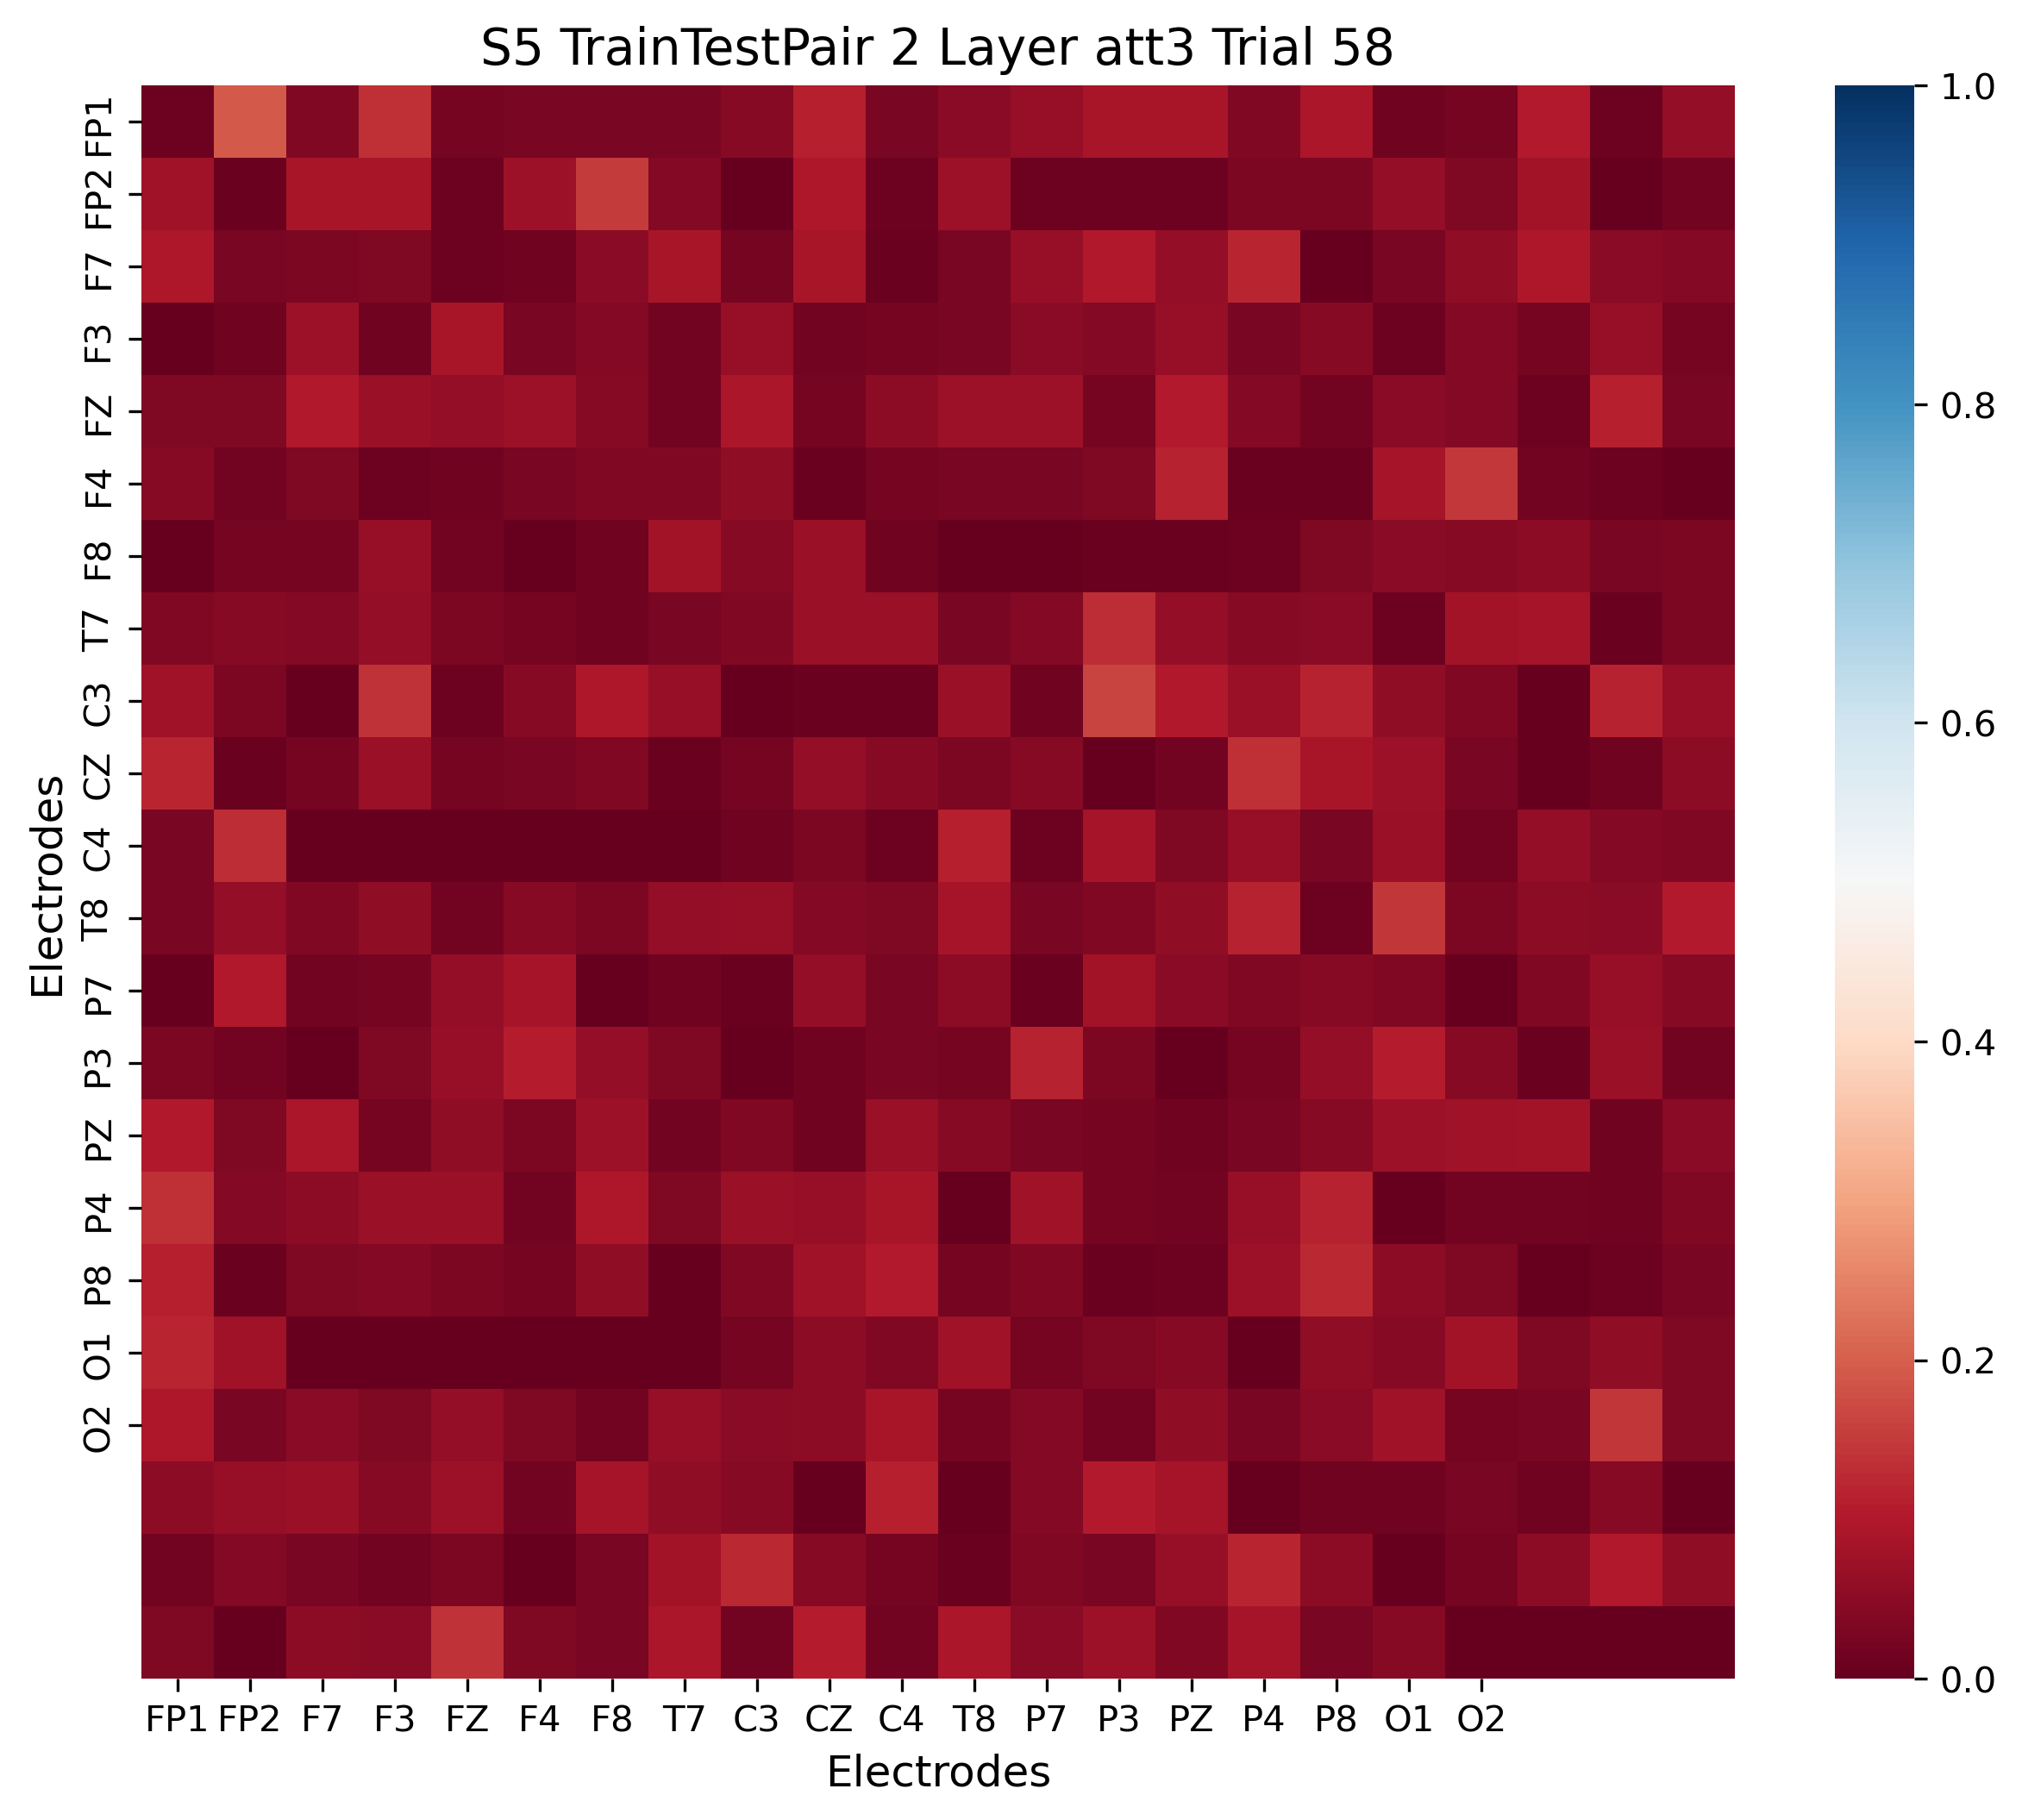 S5 TrainTestPair 2 Layer att3 Trial 58
Electrodes
FP1
FP2
F7
F3
FZ
F4
F8
T7
C3
CZ
C4
T8
P7
P3
PZ
P4
P8
O1
O2
FP1 FP2 F7 F3 FZ F4 F8 T7 C3 CZ C4 T8 P7 P3 PZ P4 P8 O1 O2
Electrodes
1.0
0.8
0.6
0.4
0.2
0.0